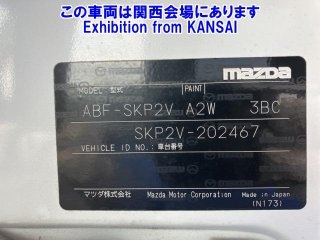 この車両は関西会場にあります
Exhibition from KANSAI
mazda
MODEL 型式 PAINT
ABF-SKP2V A2W 3BC
SKP2V-202467
VEHICLE ID NO.: 車台番号
マツダ株式会社 Mazda Motor Corporation Made in Japan
(N173)